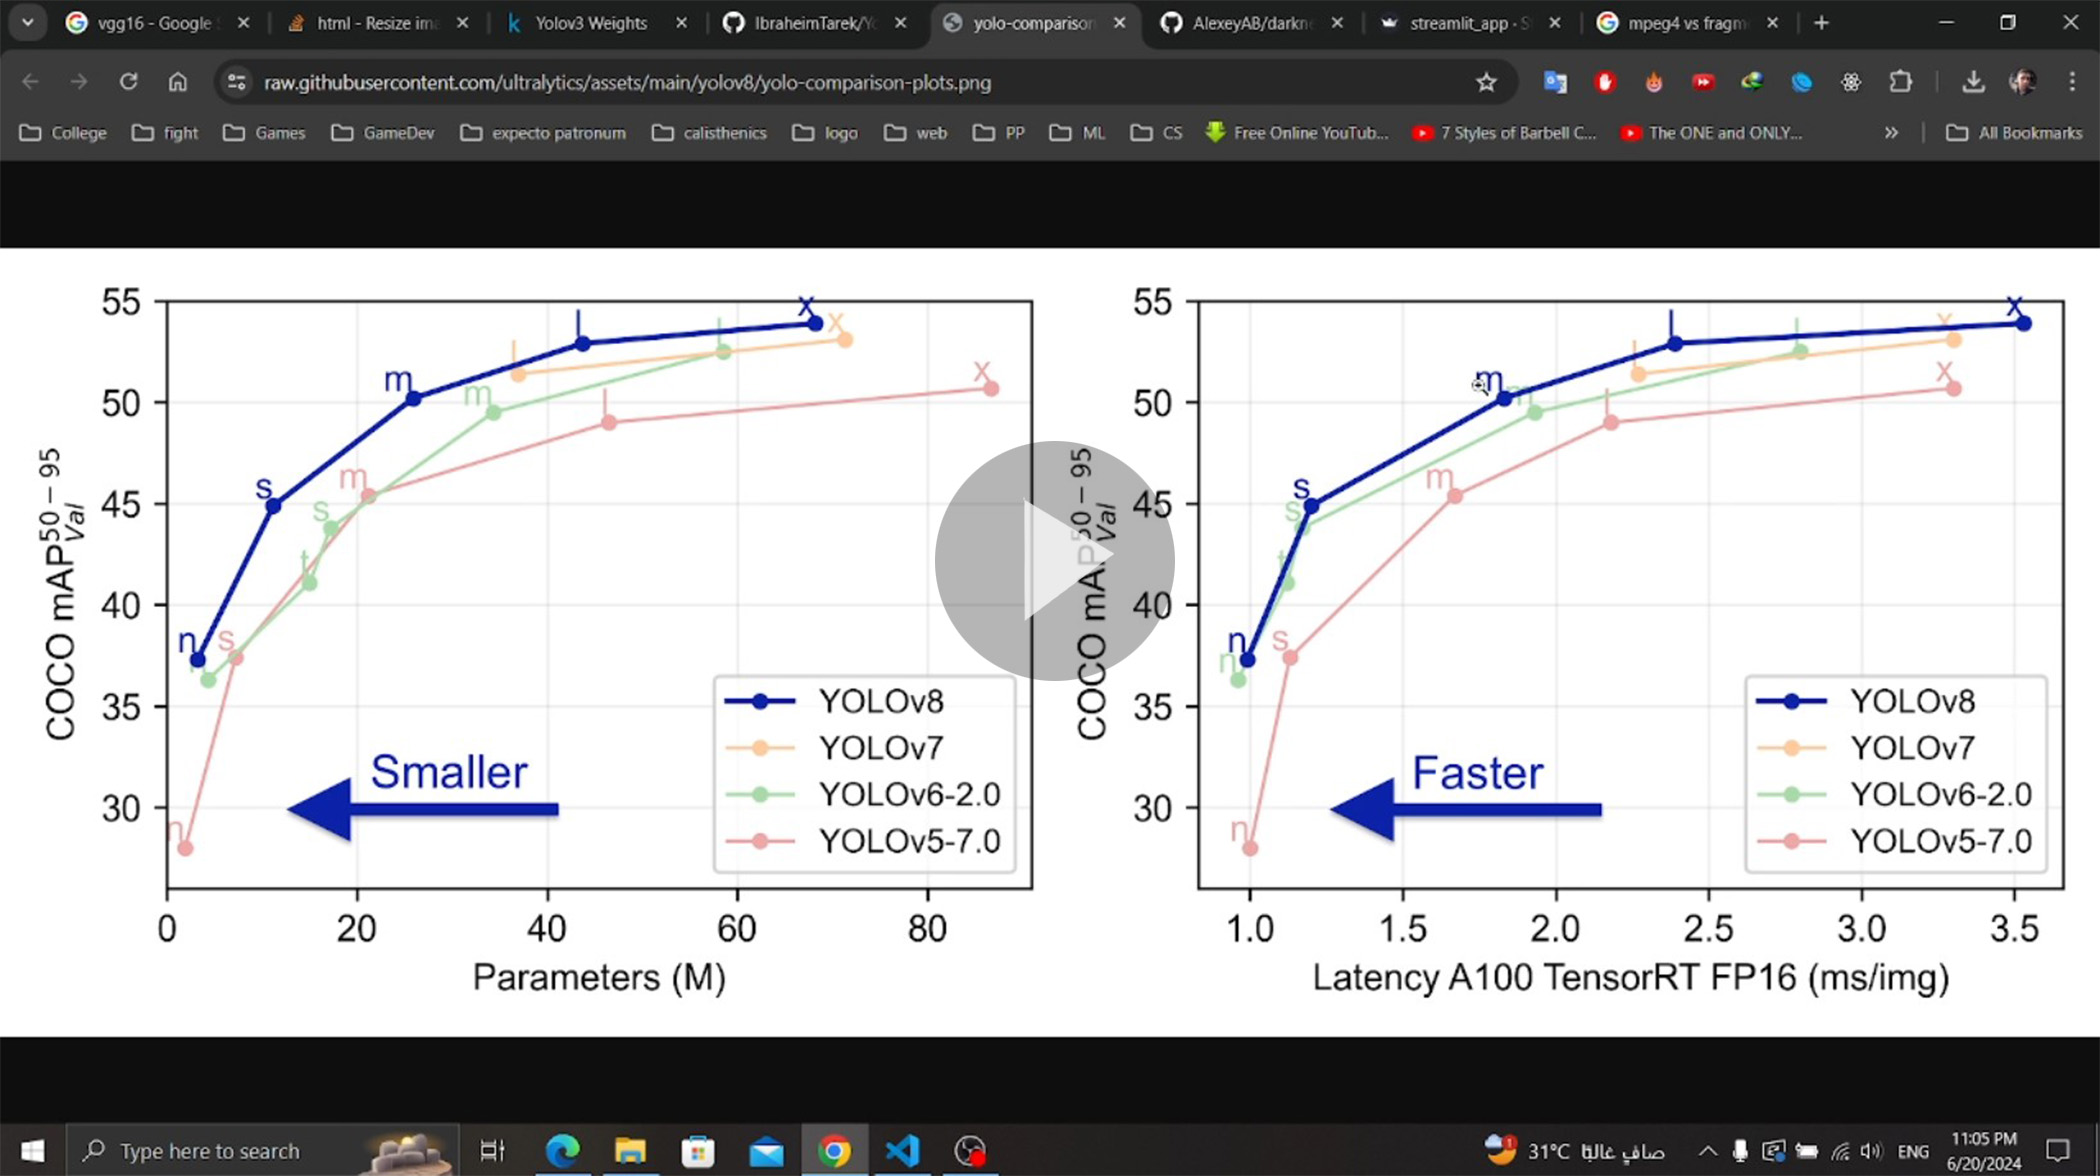 vgg16 - Google
html - Resize im
Yolov3 Weights
IbraheimTarek/Y
yolo-comparison
AlexeyAB/darkn
streamlit_app - S
mpeg4 vs fragm
raw.githubusercontent.com/ultralytics/assets/main/yolov8/yolo-comparison-plots.png
College fight Games GameDev expecto patronum calisthenics logo web PP ML CS Free Online YouTub... 7 Styles of Barbell C... The ONE and ONLY... » All Bookmarks
55
50
45
40
35
30
COCO mAP50 − 95 Val
n s m l x
x
l
n t s m l
n s m l x
Smaller
YOLOv8
YOLOv7
YOLOv6-2.0
YOLOv5-7.0
0 20 40 60 80
Parameters (M)
55
50
45
40
35
30
COCO mAP50 − 95 Val
n s m l x
l x
n t s m l
n s m l x
Faster
YOLOv8
YOLOv7
YOLOv6-2.0
YOLOv5-7.0
1.0 1.5 2.0 2.5 3.0 3.5
Latency A100 TensorRT FP16 (ms/img)
Type here to search
1
31°C صافٍ غالبًا
ENG
11:05 PM
6/20/2024